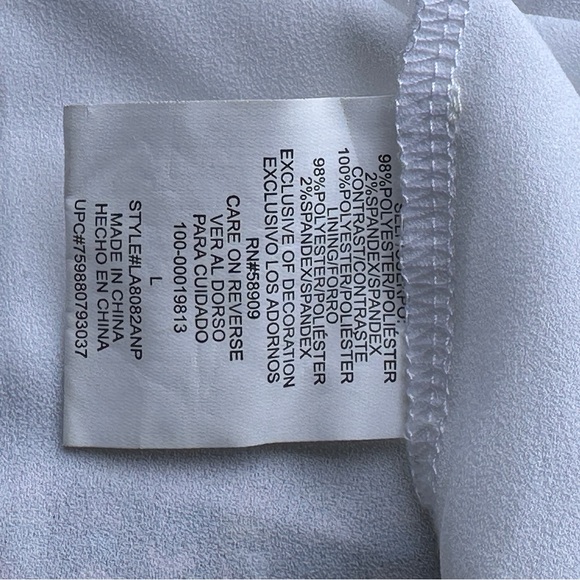 98%POLYESTER/POLIÉSTER
2%SPANDEX/SPANDEX
CONTRAST/CONTRASTE
100%POLYESTER/POLIÉSTER
LINING/FORRO
98%POLYESTER/POLIÉSTER
2%SPANDEX/SPANDEX
EXCLUSIVE OF DECORATION
EXCLUSIVO LOS ADORNOS
RN#58909
CARE ON REVERSE
VER AL DORSO
PARA CUIDADO
100-00019813
L
STYLE#LA8082ANP
MADE IN CHINA
HECHO EN CHINA
UPC#759880793037